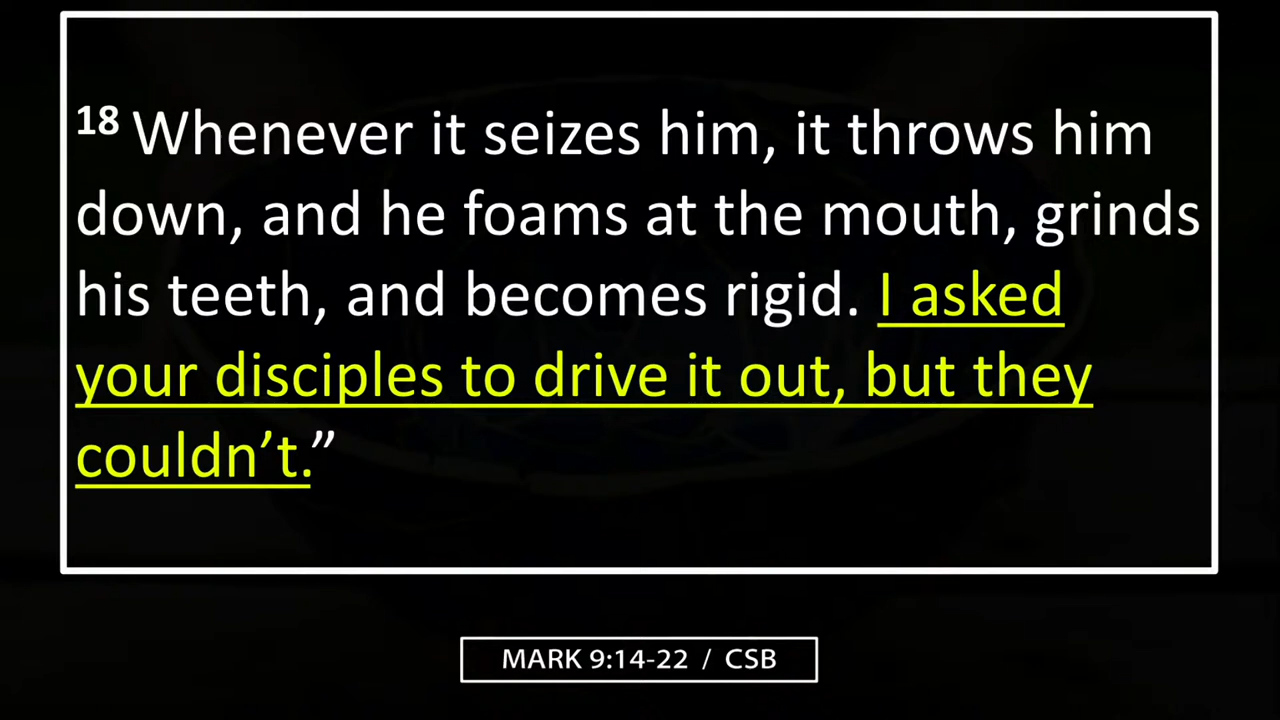 18 Whenever it seizes him, it throws him
down, and he foams at the mouth, grinds
his teeth, and becomes rigid. I asked
your disciples to drive it out, but they
couldn’t.”
MARK 9:14-22 / CSB